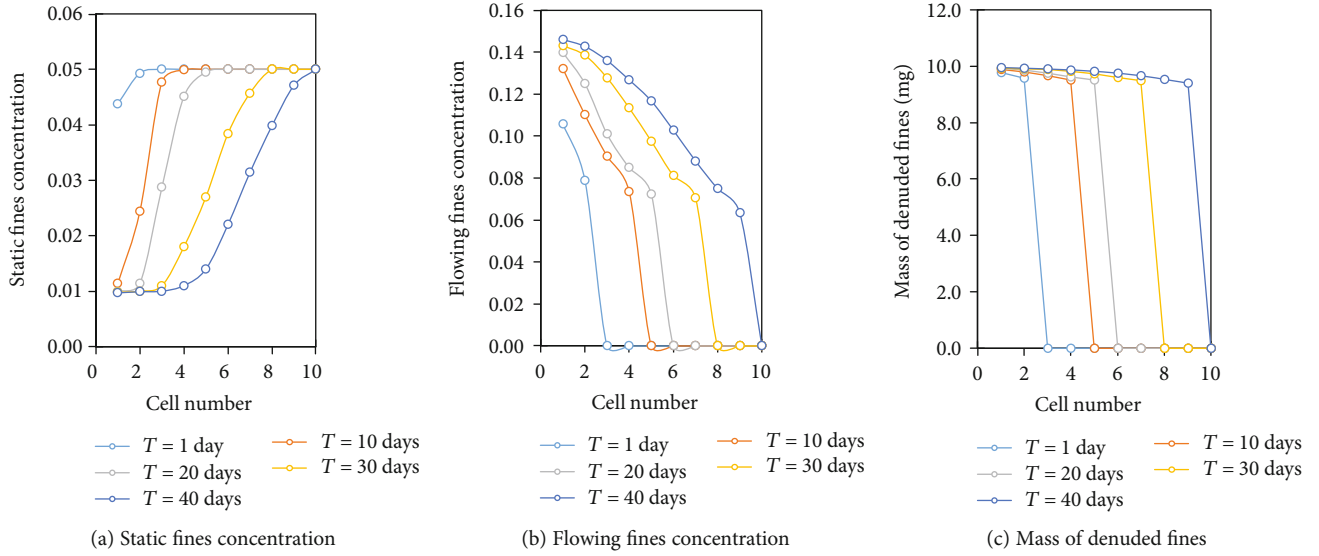 0.06
0.05
0.04
0.03
0.02
0.01
0.00
Static fines concentration
0 2 4 6 8 10
Cell number
T = 1 day
T = 10 days
T = 20 days
T = 30 days
T = 40 days
(a) Static fines concentration
0.16
0.14
0.12
0.10
0.08
0.06
0.04
0.02
0.00
Flowing fines concentration
0 2 4 6 8 10
Cell number
T = 1 day
T = 10 days
T = 20 days
T = 30 days
T = 40 days
(b) Flowing fines concentration
12.0
10.0
8.0
6.0
4.0
2.0
0.0
Mass of denuded fines (mg)
0 2 4 6 8 10
Cell number
T = 1 day
T = 10 days
T = 20 days
T = 30 days
T = 40 days
(c) Mass of denuded fines